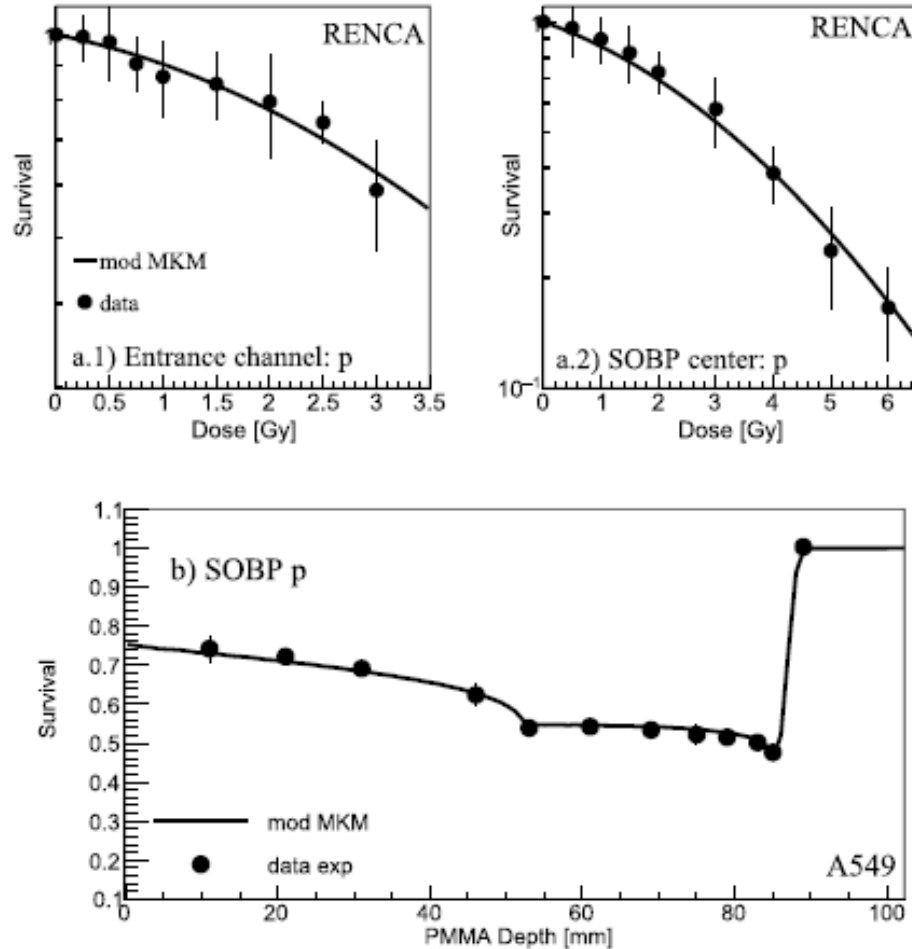 RENCA
Survival
mod MKM
data
a.1) Entrance channel: p
0 0.5 1 1.5 2 2.5 3 3.5
Dose [Gy]
RENCA
Survival
10⁻¹
a.2) SOBP center: p
0 1 2 3 4 5 6
Dose [Gy]
1.1
1
0.9
0.8
0.7
0.6
0.5
0.4
0.3
0.2
0.1
Survival
b) SOBP p
mod MKM
data exp
A549
0 20 40 60 80 100
PMMA Depth [mm]